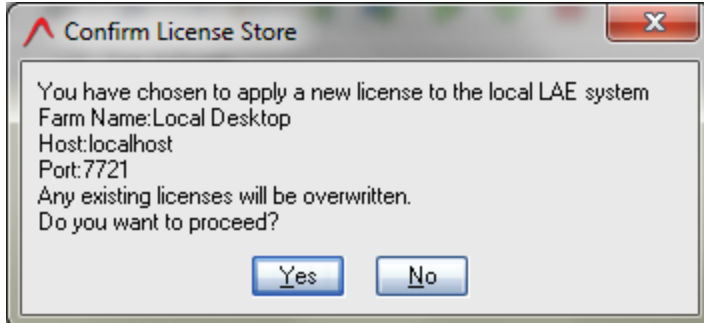 Confirm License Store
You have chosen to apply a new license to the local LAE system
Farm Name:Local Desktop
Host:localhost
Port:7721
Any existing licenses will be overwritten.
Do you want to proceed?
Yes No